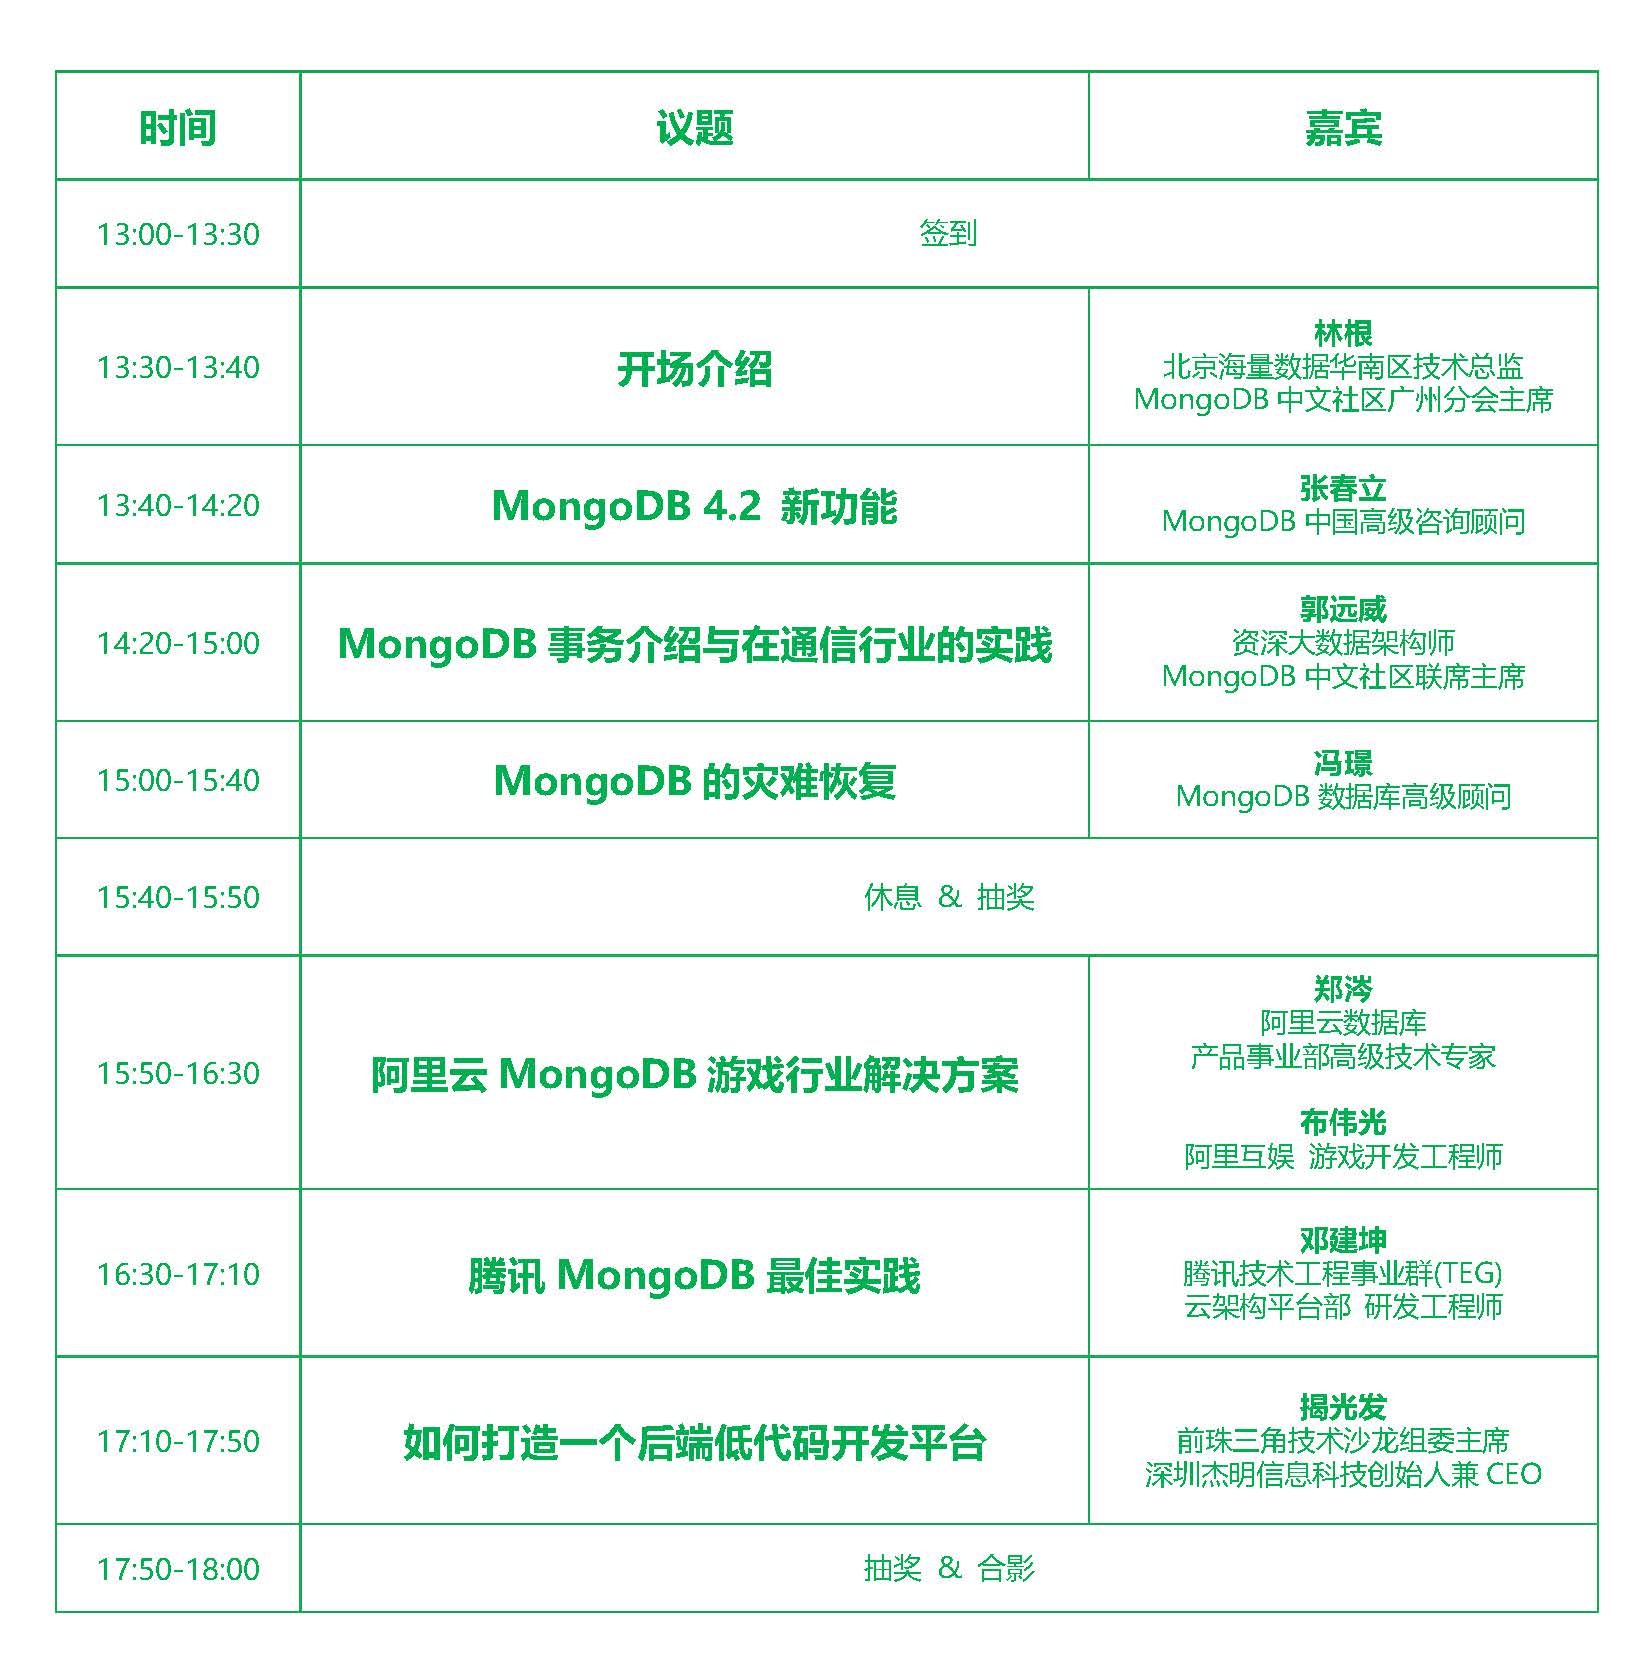 时间 议题 嘉宾
13:00-13:30 签到
13:30-13:40 开场介绍 林根
北京海量数据华南区技术总监
MongoDB 中文社区广州分会主席
13:40-14:20 MongoDB 4.2 新功能 张春立
MongoDB 中国高级咨询顾问
14:20-15:00 MongoDB 事务介绍与在通信行业的实践 郭远威
资深大数据架构师
MongoDB 中文社区联席主席
15:00-15:40 MongoDB 的灾难恢复 冯璟
MongoDB 数据库高级顾问
15:40-15:50 休息 & 抽奖
15:50-16:30 阿里云 MongoDB 游戏行业解决方案 郑涔
阿里云数据库
产品事业部高级技术专家
布伟光
阿里互娱 游戏开发工程师
16:30-17:10 腾讯 MongoDB 最佳实践 邓建坤
腾讯技术工程事业群(TEG)
云架构平台部 研发工程师
17:10-17:50 如何打造一个后端低代码开发平台 揭光发
前珠三角技术沙龙组委主席
深圳杰明信息科技创始人兼 CEO
17:50-18:00 抽奖 & 合影